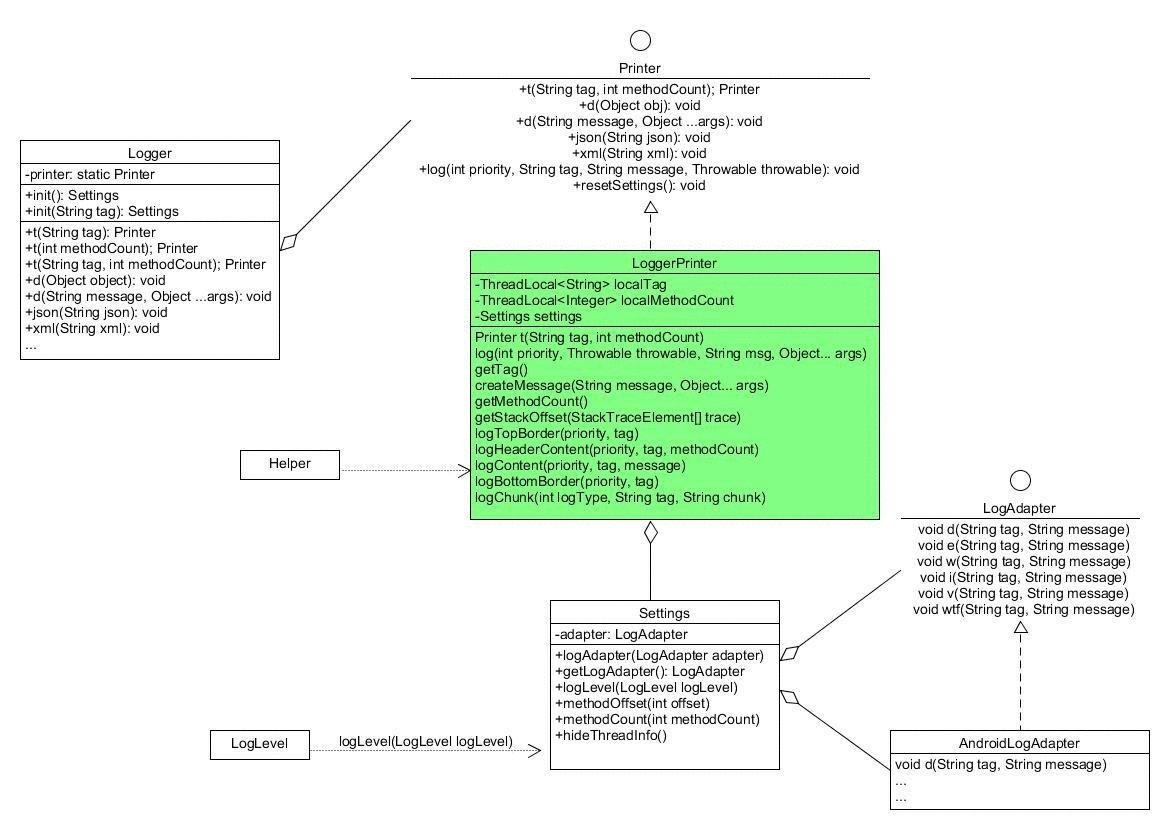 Printer
+t(String tag, int methodCount); Printer
+d(Object obj): void
+d(String message, Object ...args): void
+json(String json): void
+xml(String xml): void
+log(int priority, String tag, String message, Throwable throwable): void
+resetSettings(): void
Logger
-printer: static Printer
+init(): Settings
+init(String tag): Settings
+t(String tag): Printer
+t(int methodCount); Printer
+t(String tag, int methodCount); Printer
+d(Object object): void
+d(String message, Object ...args): void
+json(String json): void
+xml(String xml): void
...
LoggerPrinter
-ThreadLocal<String> localTag
-ThreadLocal<Integer> localMethodCount
-Settings settings
Printer t(String tag, int methodCount)
log(int priority, Throwable throwable, String msg, Object... args)
getTag()
createMessage(String message, Object... args)
getMethodCount()
getStackOffset(StackTraceElement[] trace)
logTopBorder(priority, tag)
logHeaderContent(priority, tag, methodCount)
logContent(priority, tag, message)
logBottomBorder(priority, tag)
logChunk(int logType, String tag, String chunk)
Helper
LogAdapter
void d(String tag, String message)
void e(String tag, String message)
void w(String tag, String message)
void i(String tag, String message)
void v(String tag, String message)
void wtf(String tag, String message)
Settings
-adapter: LogAdapter
+logAdapter(LogAdapter adapter)
+getLogAdapter(): LogAdapter
+logLevel(LogLevel logLevel)
+methodOffset(int offset)
+methodCount(int methodCount)
+hideThreadInfo()
LogLevel
logLevel(LogLevel logLevel)
AndroidLogAdapter
void d(String tag, String message)
...
...